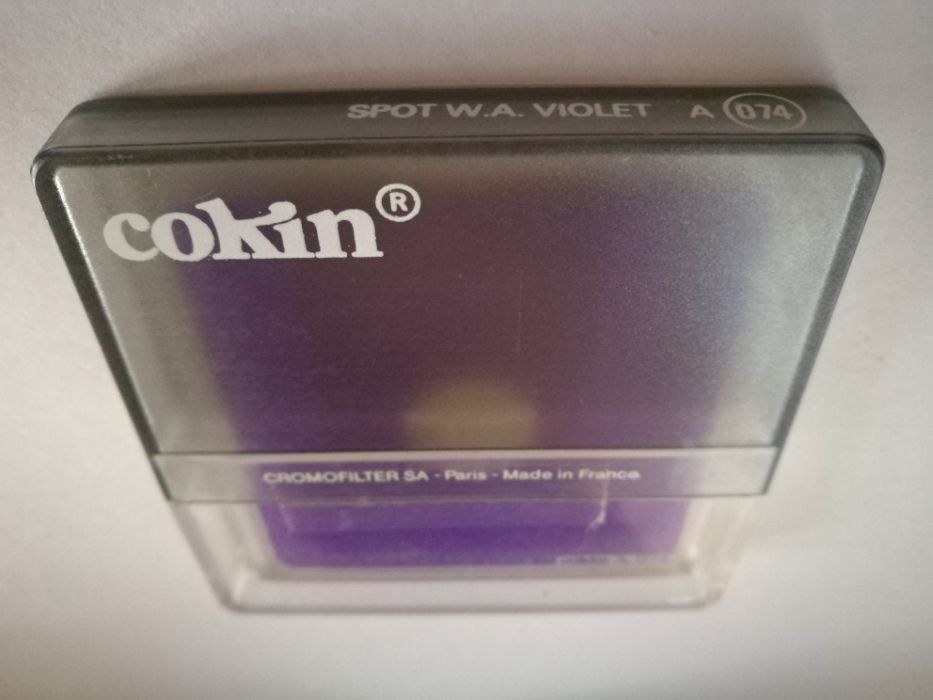 SPOT W.A. VIOLET A 074
cokin®
CROMOFILTER SA - Paris - Made in France